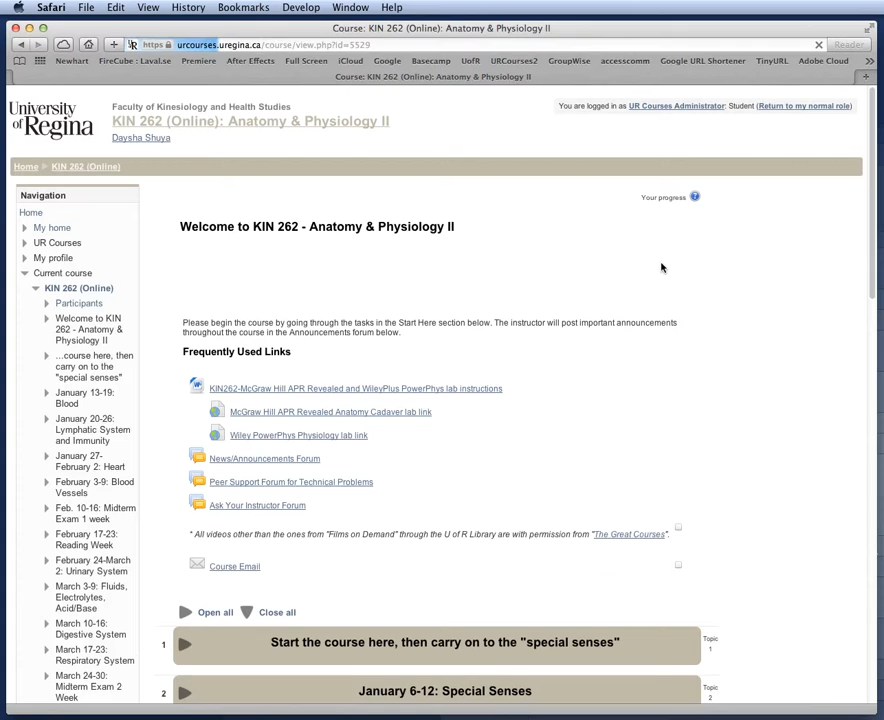 Safari File Edit View History Bookmarks Develop Window Help
Course: KIN 262 (Online): Anatomy & Physiology II
https urcourses.uregina.ca/course/view.php?id=5529 Reader
Newhart FireCube : Laval.se Premiere After Effects Full Screen iCloud Google Basecamp UofR URCourses2 GroupWise accesscomm Google URL Shortener TinyURL Adobe Cloud
Course: KIN 262 (Online): Anatomy & Physiology II
University of Regina
Faculty of Kinesiology and Health Studies
KIN 262 (Online): Anatomy & Physiology II
Daysha Shuya
You are logged in as UR Courses Administrator: Student (Return to my normal role)
Home KIN 262 (Online)
Navigation
Home
My home
UR Courses
My profile
Current course
KIN 262 (Online)
Participants
Welcome to KIN
262 - Anatomy &
Physiology II
...course here, then
carry on to the
"special senses"
January 13-19:
Blood
January 20-26:
Lymphatic System
and Immunity
January 27-
February 2: Heart
February 3-9: Blood
Vessels
Feb. 10-16: Midterm
Exam 1 week
February 17-23:
Reading Week
February 24-March
2: Urinary System
March 3-9: Fluids,
Electrolytes,
Acid/Base
March 10-16:
Digestive System
March 17-23:
Respiratory System
March 24-30:
Midterm Exam 2
Week
Your progress ?
Welcome to KIN 262 - Anatomy & Physiology II
Please begin the course by going through the tasks in the Start Here section below. The instructor will post important announcements
throughout the course in the Announcements forum below.
Frequently Used Links
KIN262-McGraw Hill APR Revealed and WileyPlus PowerPhys lab instructions
McGraw Hill APR Revealed Anatomy Cadaver lab link
Wiley PowerPhys Physiology lab link
News/Announcements Forum
Peer Support Forum for Technical Problems
Ask Your Instructor Forum
* All videos other than the ones from "Films on Demand" through the U of R Library are with permission from "The Great Courses".
Course Email
Open all Close all
1 Start the course here, then carry on to the "special senses" Topic 1
2 January 6-12: Special Senses Topic 2